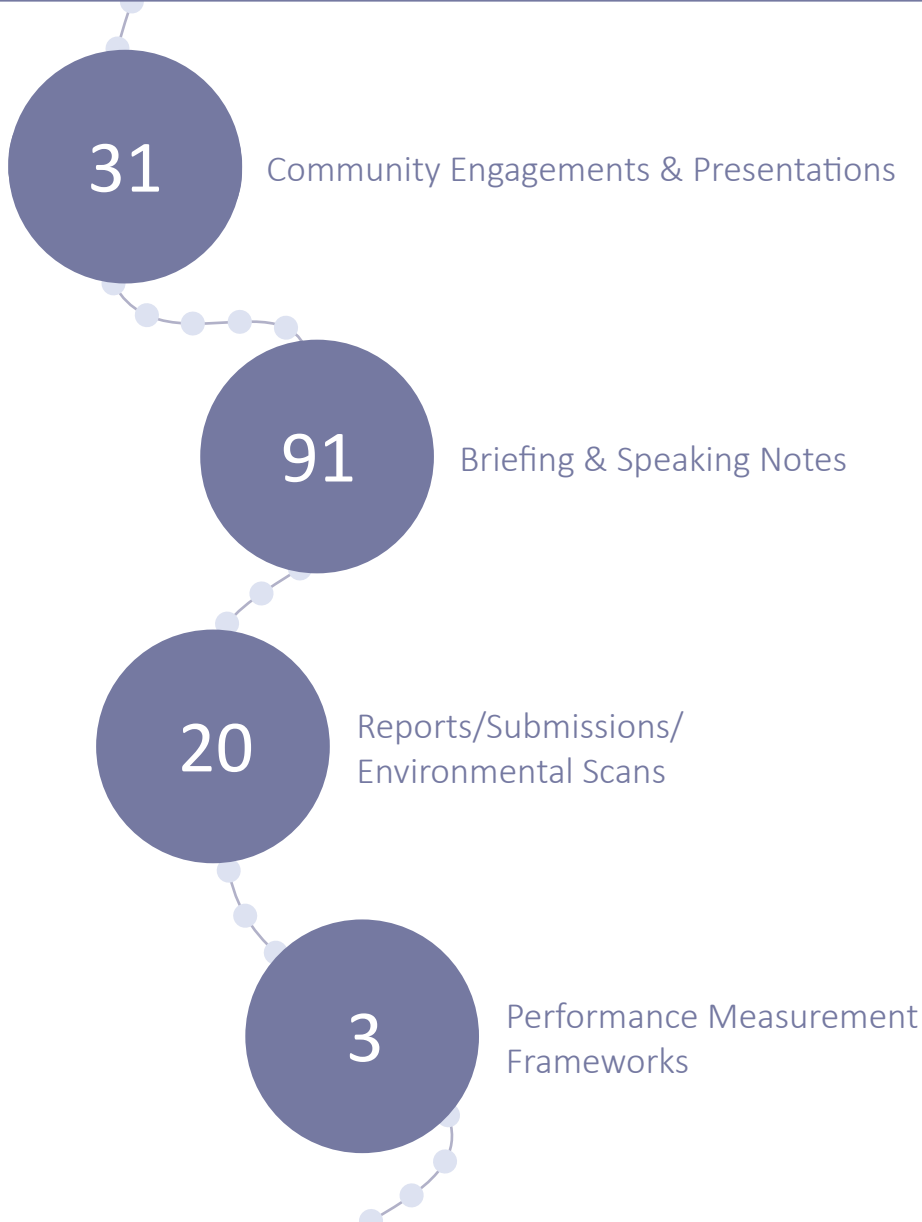 31
Community Engagements & Presentations
91
Briefing & Speaking Notes
20
Reports/Submissions/
Environmental Scans
3
Performance Measurement
Frameworks